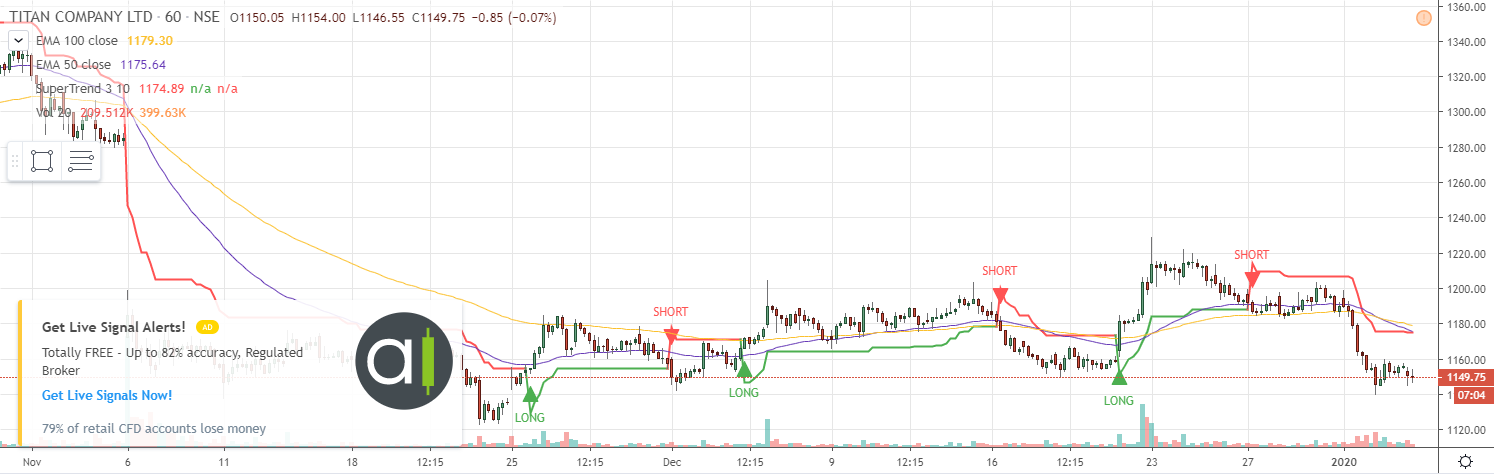 TITAN COMPANY LTD · 60 · NSE O1150.05 H1154.00 L1146.55 C1149.75 −0.85 (−0.07%)
EMA 100 close 1179.30
EMA 50 close 1175.64
SuperTrend 3 10 1174.89 n/a n/a
Vol 20 209.512K 399.63K
Get Live Signal Alerts! AD
Totally FREE - Up to 82% accuracy, Regulated
Broker
Get Live Signals Now!
79% of retail CFD accounts lose money
a
LONG
SHORT
LONG
SHORT
LONG
SHORT
1360.00
1340.00
1320.00
1300.00
1280.00
1260.00
1240.00
1220.00
1200.00
1180.00
1160.00
1149.75
07:04
1120.00
Nov 6 11 18 12:15 25 12:15 Dec 12:15 9 12:15 16 12:15 23 27 2020